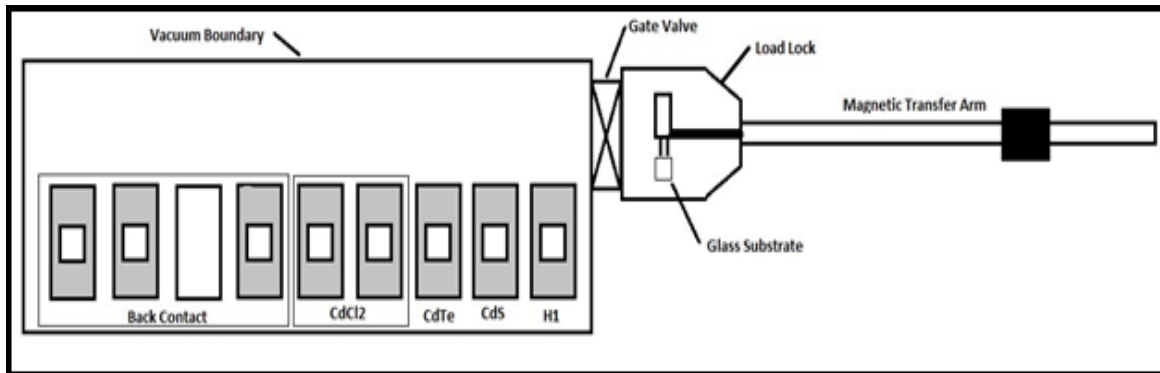 Vacuum Boundary
Gate Valve
Load Lock
Magnetic Transfer Arm
Glass Substrate
Back Contact
CdCl2
CdTe
CdS
H1